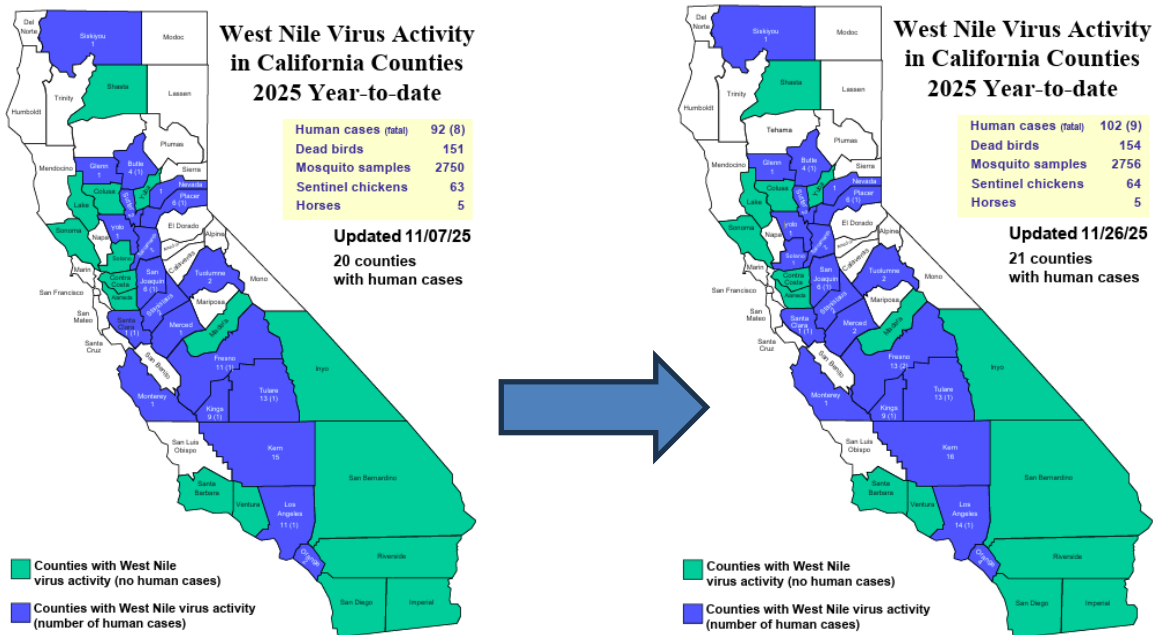 West Nile Virus Activity
in California Counties
2025 Year-to-date
Human cases (fatal) 92 (8)
Dead birds 151
Mosquito samples 2750
Sentinel chickens 63
Horses 5
Updated 11/07/25
20 counties
with human cases
Del
Norte
Siskiyou
1
Modoc
Humboldt
Trinity
Shasta
Lassen
Plumas
Mendocino
Glenn
1
Butte
4 (1)
Sierra
Lake
Colusa
Sutter
Yuba
1
Nevada
Placer
6 (1)
Sonoma
Napa
Yolo
1
El Dorado
Alpine
Solano
Sacramento
Calaveras
Marin
Contra
Costa
San
Joaquin
6 (1)
Tuolumne
2
Mono
San Francisco
Alameda
Stanislaus
Mariposa
San
Mateo
Santa
Clara
1 (1)
Merced
1
Madera
Santa
Cruz
San Benito
Fresno
11 (1)
Inyo
Monterey
1
Kings
9 (1)
Tulare
13 (1)
San Luis
Obispo
Kern
15
San Bernardino
Santa
Barbara
Ventura
Los
Angeles
11 (1)
Orange
Riverside
San Diego
Imperial
Counties with West Nile
virus activity (no human cases)
Counties with West Nile virus activity
(number of human cases)
West Nile Virus Activity
in California Counties
2025 Year-to-date
Human cases (fatal) 102 (9)
Dead birds 154
Mosquito samples 2756
Sentinel chickens 64
Horses 5
Updated 11/26/25
21 counties
with human cases
Del
Norte
Siskiyou
1
Modoc
Humboldt
Trinity
Shasta
Lassen
Tehama
Plumas
Mendocino
Glenn
1
Butte
4 (1)
Sierra
Lake
Colusa
Sutter
Yuba
1
Nevada
Placer
6 (1)
Sonoma
Napa
Yolo
1
El Dorado
Alpine
Solano
1
Sacramento
Calaveras
Marin
Contra
Costa
San
Joaquin
6 (1)
Tuolumne
2
Mono
San Francisco
Alameda
Stanislaus
Mariposa
San
Mateo
Santa
Clara
1 (1)
Merced
2
Madera
Santa
Cruz
San Benito
Fresno
13 (2)
Inyo
Monterey
1
Kings
9 (1)
Tulare
13 (1)
San Luis
Obispo
Kern
San Bernardino
Santa
Barbara
Ventura
Los
Angeles
14 (1)
Orange
Riverside
San Diego
Imperial
Counties with West Nile
virus activity (no human cases)
Counties with West Nile virus activity
(number of human cases)